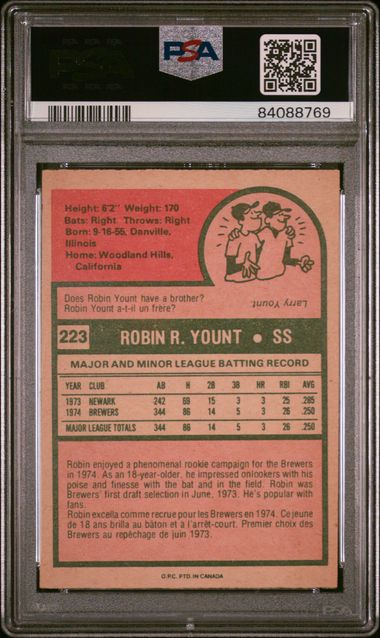 PSA
84088769
Height: 6'2" Weight: 170
Bats: Right Throws: Right
Born: 9-16-55, Danville,
Illinois
Home: Woodland Hills,
California
Larry Yount
Does Robin Yount have a brother?
Robin Yount a-t-il un frère?
223 ROBIN R. YOUNT • SS
MAJOR AND MINOR LEAGUE BATTING RECORD
YEAR CLUB AB H 2B 3B HR RBI AVG
1973 NEWARK 242 69 15 3 3 25 .285
1974 BREWERS 344 86 14 5 3 26 .250
MAJOR LEAGUE TOTALS 344 86 14 5 3 26 .250
Robin enjoyed a phenomenal rookie campaign for the Brewers
in 1974. As an 18-year-older, he impressed onlookers with his
poise and finesse with the bat and in the field. Robin was
Brewers' first draft selection in June, 1973. He's popular with
fans.
Robin excella comme recrue pour les Brewers en 1974. Ce jeune
de 18 ans brilla au bâton et à l'arrêt-court. Premier choix des
Brewers au repêchage de juin 1973.
O.P.C. PTD. IN CANADA
PSA